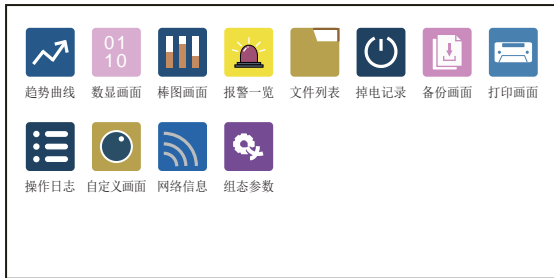 01
10
趋势曲线 数显画面 棒图画面 报警一览 文件列表 掉电记录 备份画面 打印画面
操作日志 自定义画面 网络信息 组态参数